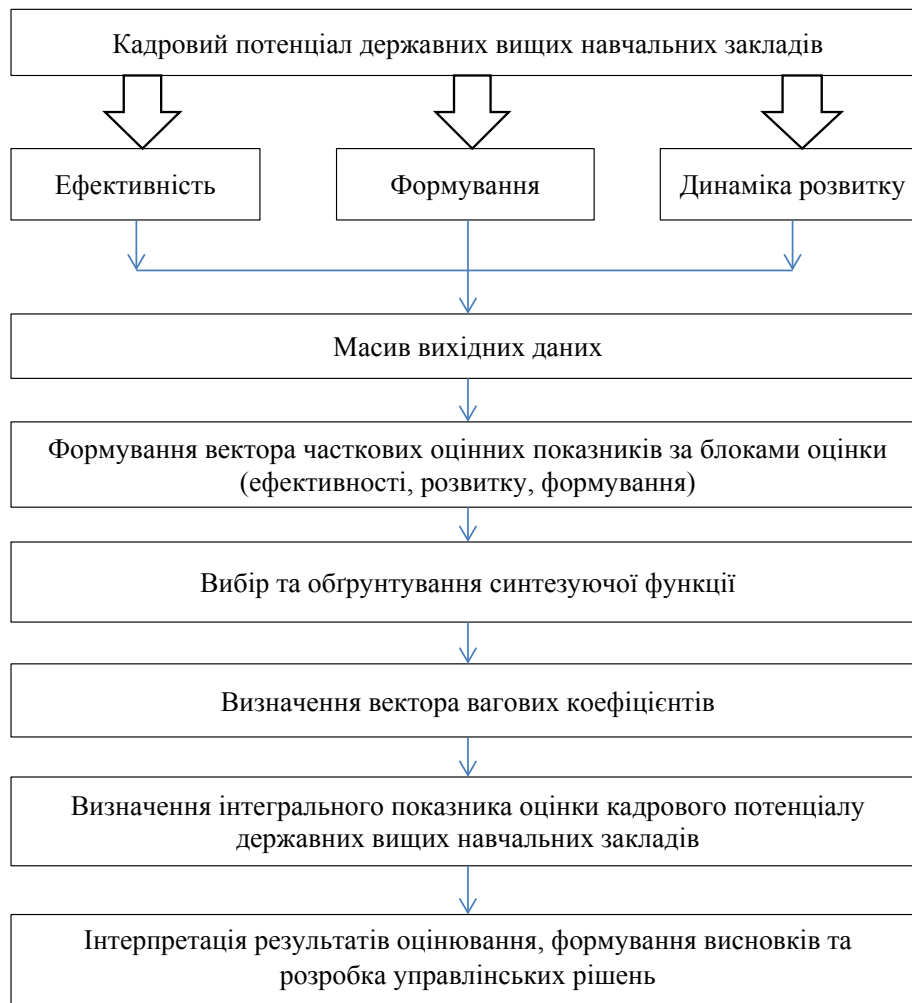 Кадровий потенціал державних вищих навчальних закладів
Ефективність
Формування
Динаміка розвитку
Масив вихідних даних
Формування вектора часткових оцінних показників за блоками оцінки
(ефективності, розвитку, формування)
Вибір та обґрунтування синтезуючої функції
Визначення вектора вагових коефіцієнтів
Визначення інтегрального показника оцінки кадрового потенціалу
державних вищих навчальних закладів
Інтерпретація результатів оцінювання, формування висновків та
розробка управлінських рішень